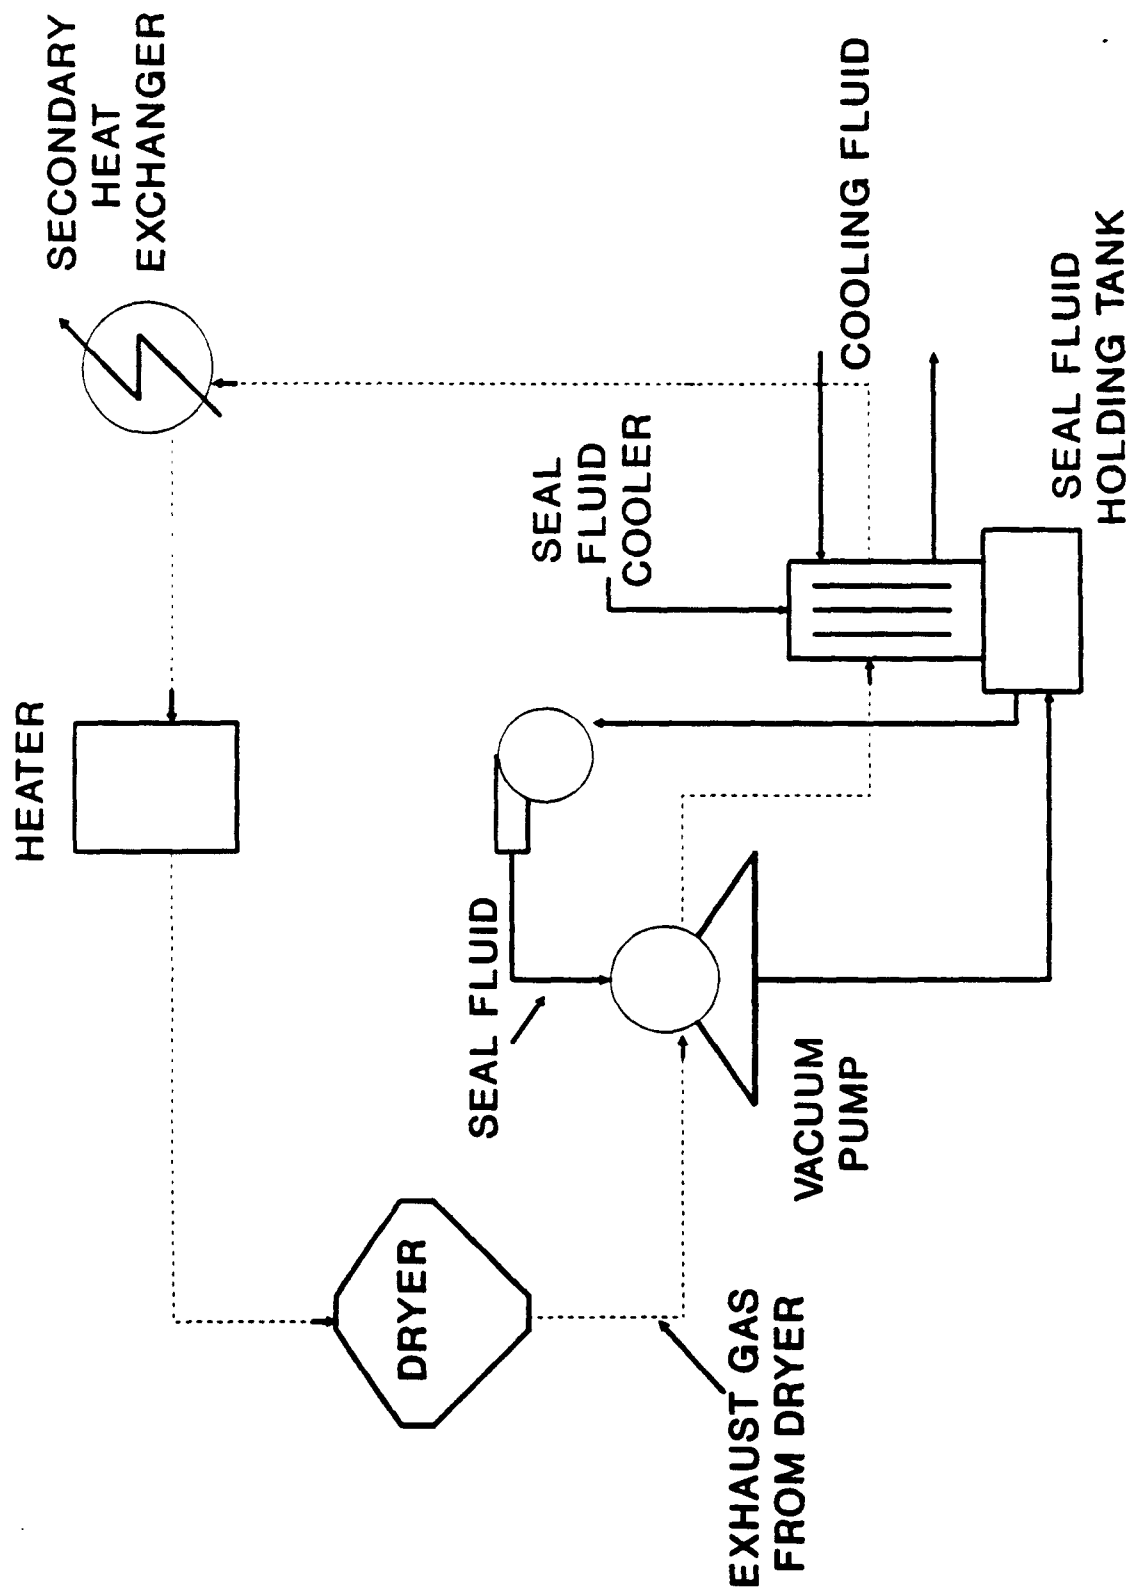 SECONDARY
HEAT
EXCHANGER
HEATER
SEAL
FLUID
COOLER
COOLING FLUID
SEAL FLUID
HOLDING TANK
SEAL FLUID
VACUUM
PUMP
DRYER
EXHAUST GAS
FROM DRYER